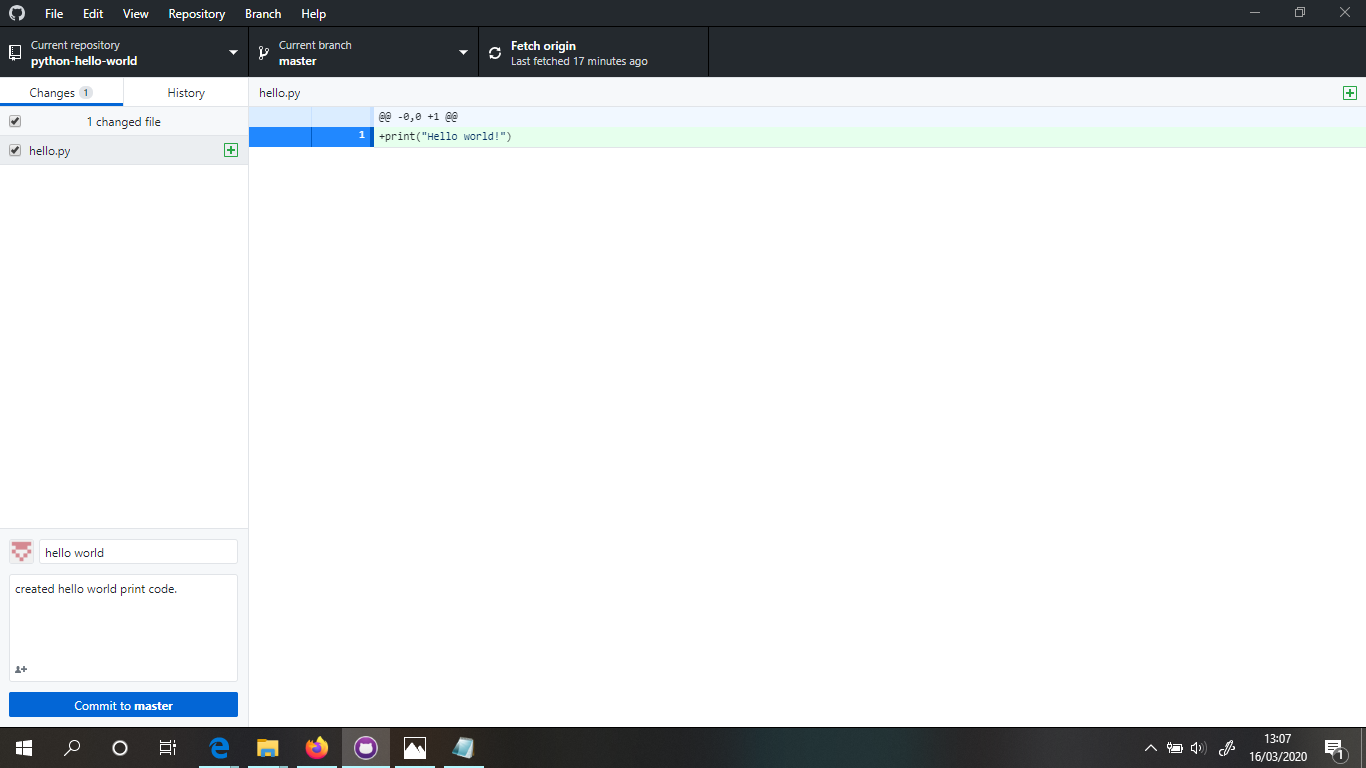 File Edit View Repository Branch Help
Current repository
python-hello-world
Current branch
master
Fetch origin
Last fetched 17 minutes ago
Changes 1
History
hello.py
1 changed file
hello.py
@@ -0,0 +1 @@
1 +print("Hello world!")
hello world
created hello world print code.
Commit to master
13:07
16/03/2020
1